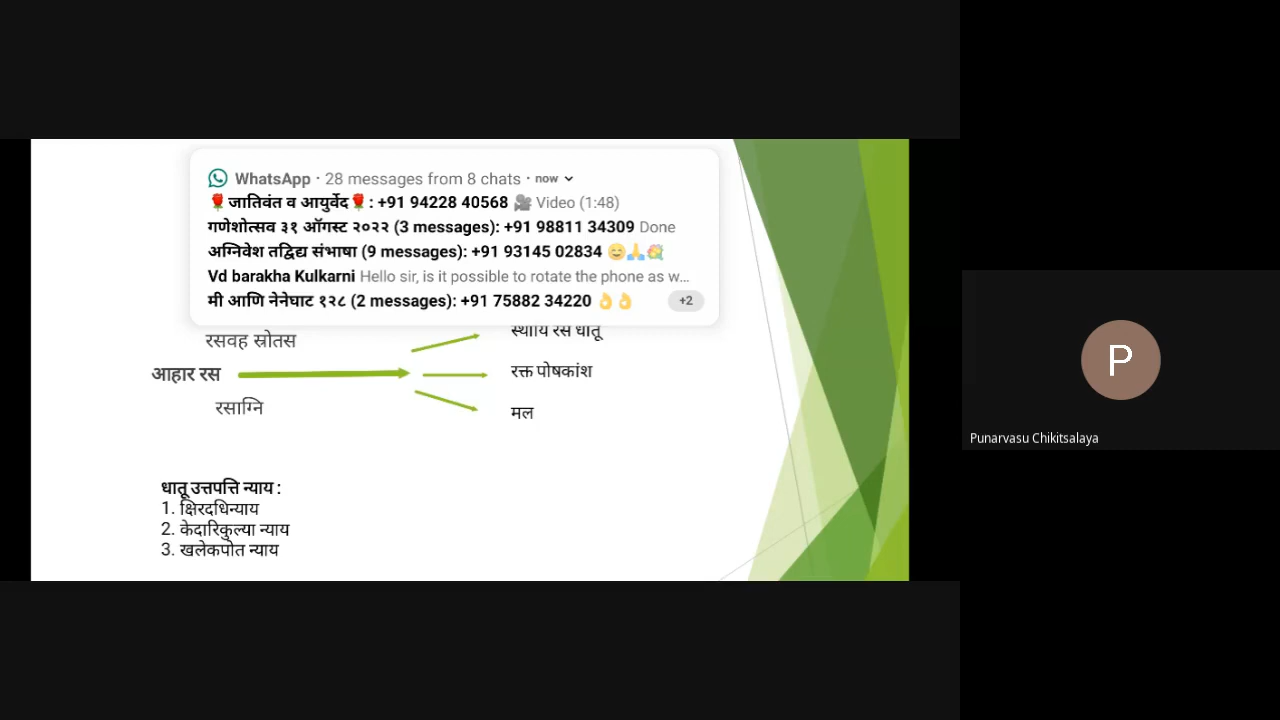 WhatsApp · 28 messages from 8 chats · now
🌹जातिवंत व आयुर्वेद🌹: +91 94228 40568 🎥 Video (1:48)
गणेशोत्सव ३१ ऑगस्ट २०२२ (3 messages): +91 98811 34309 Done
अग्निवेश तद्विद्य संभाषा (9 messages): +91 93145 02834 😊🙏💐
Vd barakha Kulkarni Hello sir, is it possible to rotate the phone as w...
मी आणि नेनेघाट १२८ (2 messages): +91 75882 34220 👌👌
+2
रसवह स्रोतस
स्थायि रस धातू
आहार रस
रक्त पोषकांश
रसाग्नि
मल
धातू उत्तपत्ति न्याय :
1. क्षिरदधिन्याय
2. केदारिकुल्या न्याय
3. खलेकपोत न्याय
P
Punarvasu Chikitsalaya